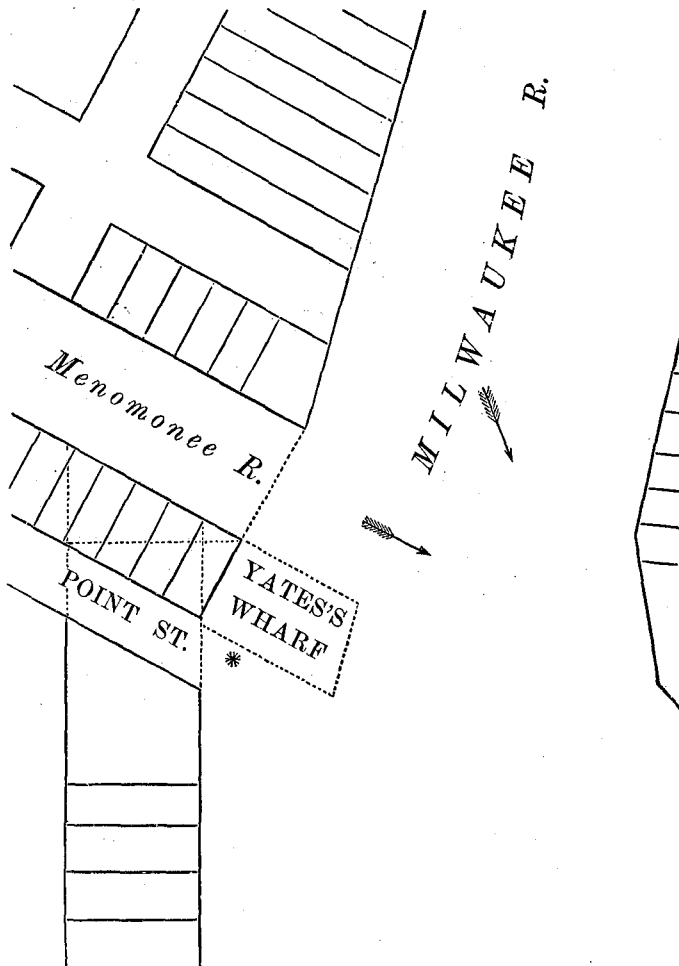 MILWAUKEE R.
Menomonee R.
YATES'S
WHARF
POINT ST.
*